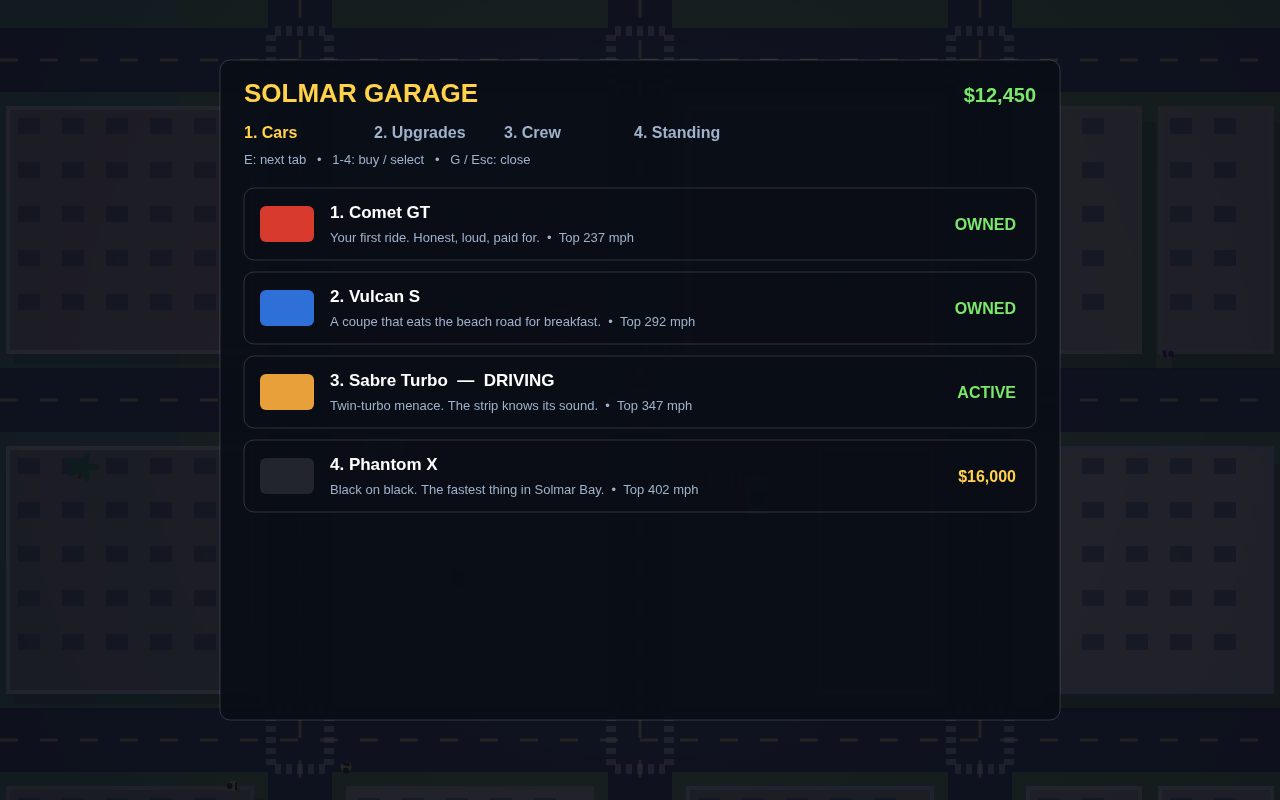 SOLMAR GARAGE
$12,450
1. Cars 2. Upgrades 3. Crew 4. Standing
E: next tab • 1-4: buy / select • G / Esc: close
1. Comet GT
Your first ride. Honest, loud, paid for. • Top 237 mph
OWNED
2. Vulcan S
A coupe that eats the beach road for breakfast. • Top 292 mph
OWNED
3. Sabre Turbo — DRIVING
Twin-turbo menace. The strip knows its sound. • Top 347 mph
ACTIVE
4. Phantom X
Black on black. The fastest thing in Solmar Bay. • Top 402 mph
$16,000